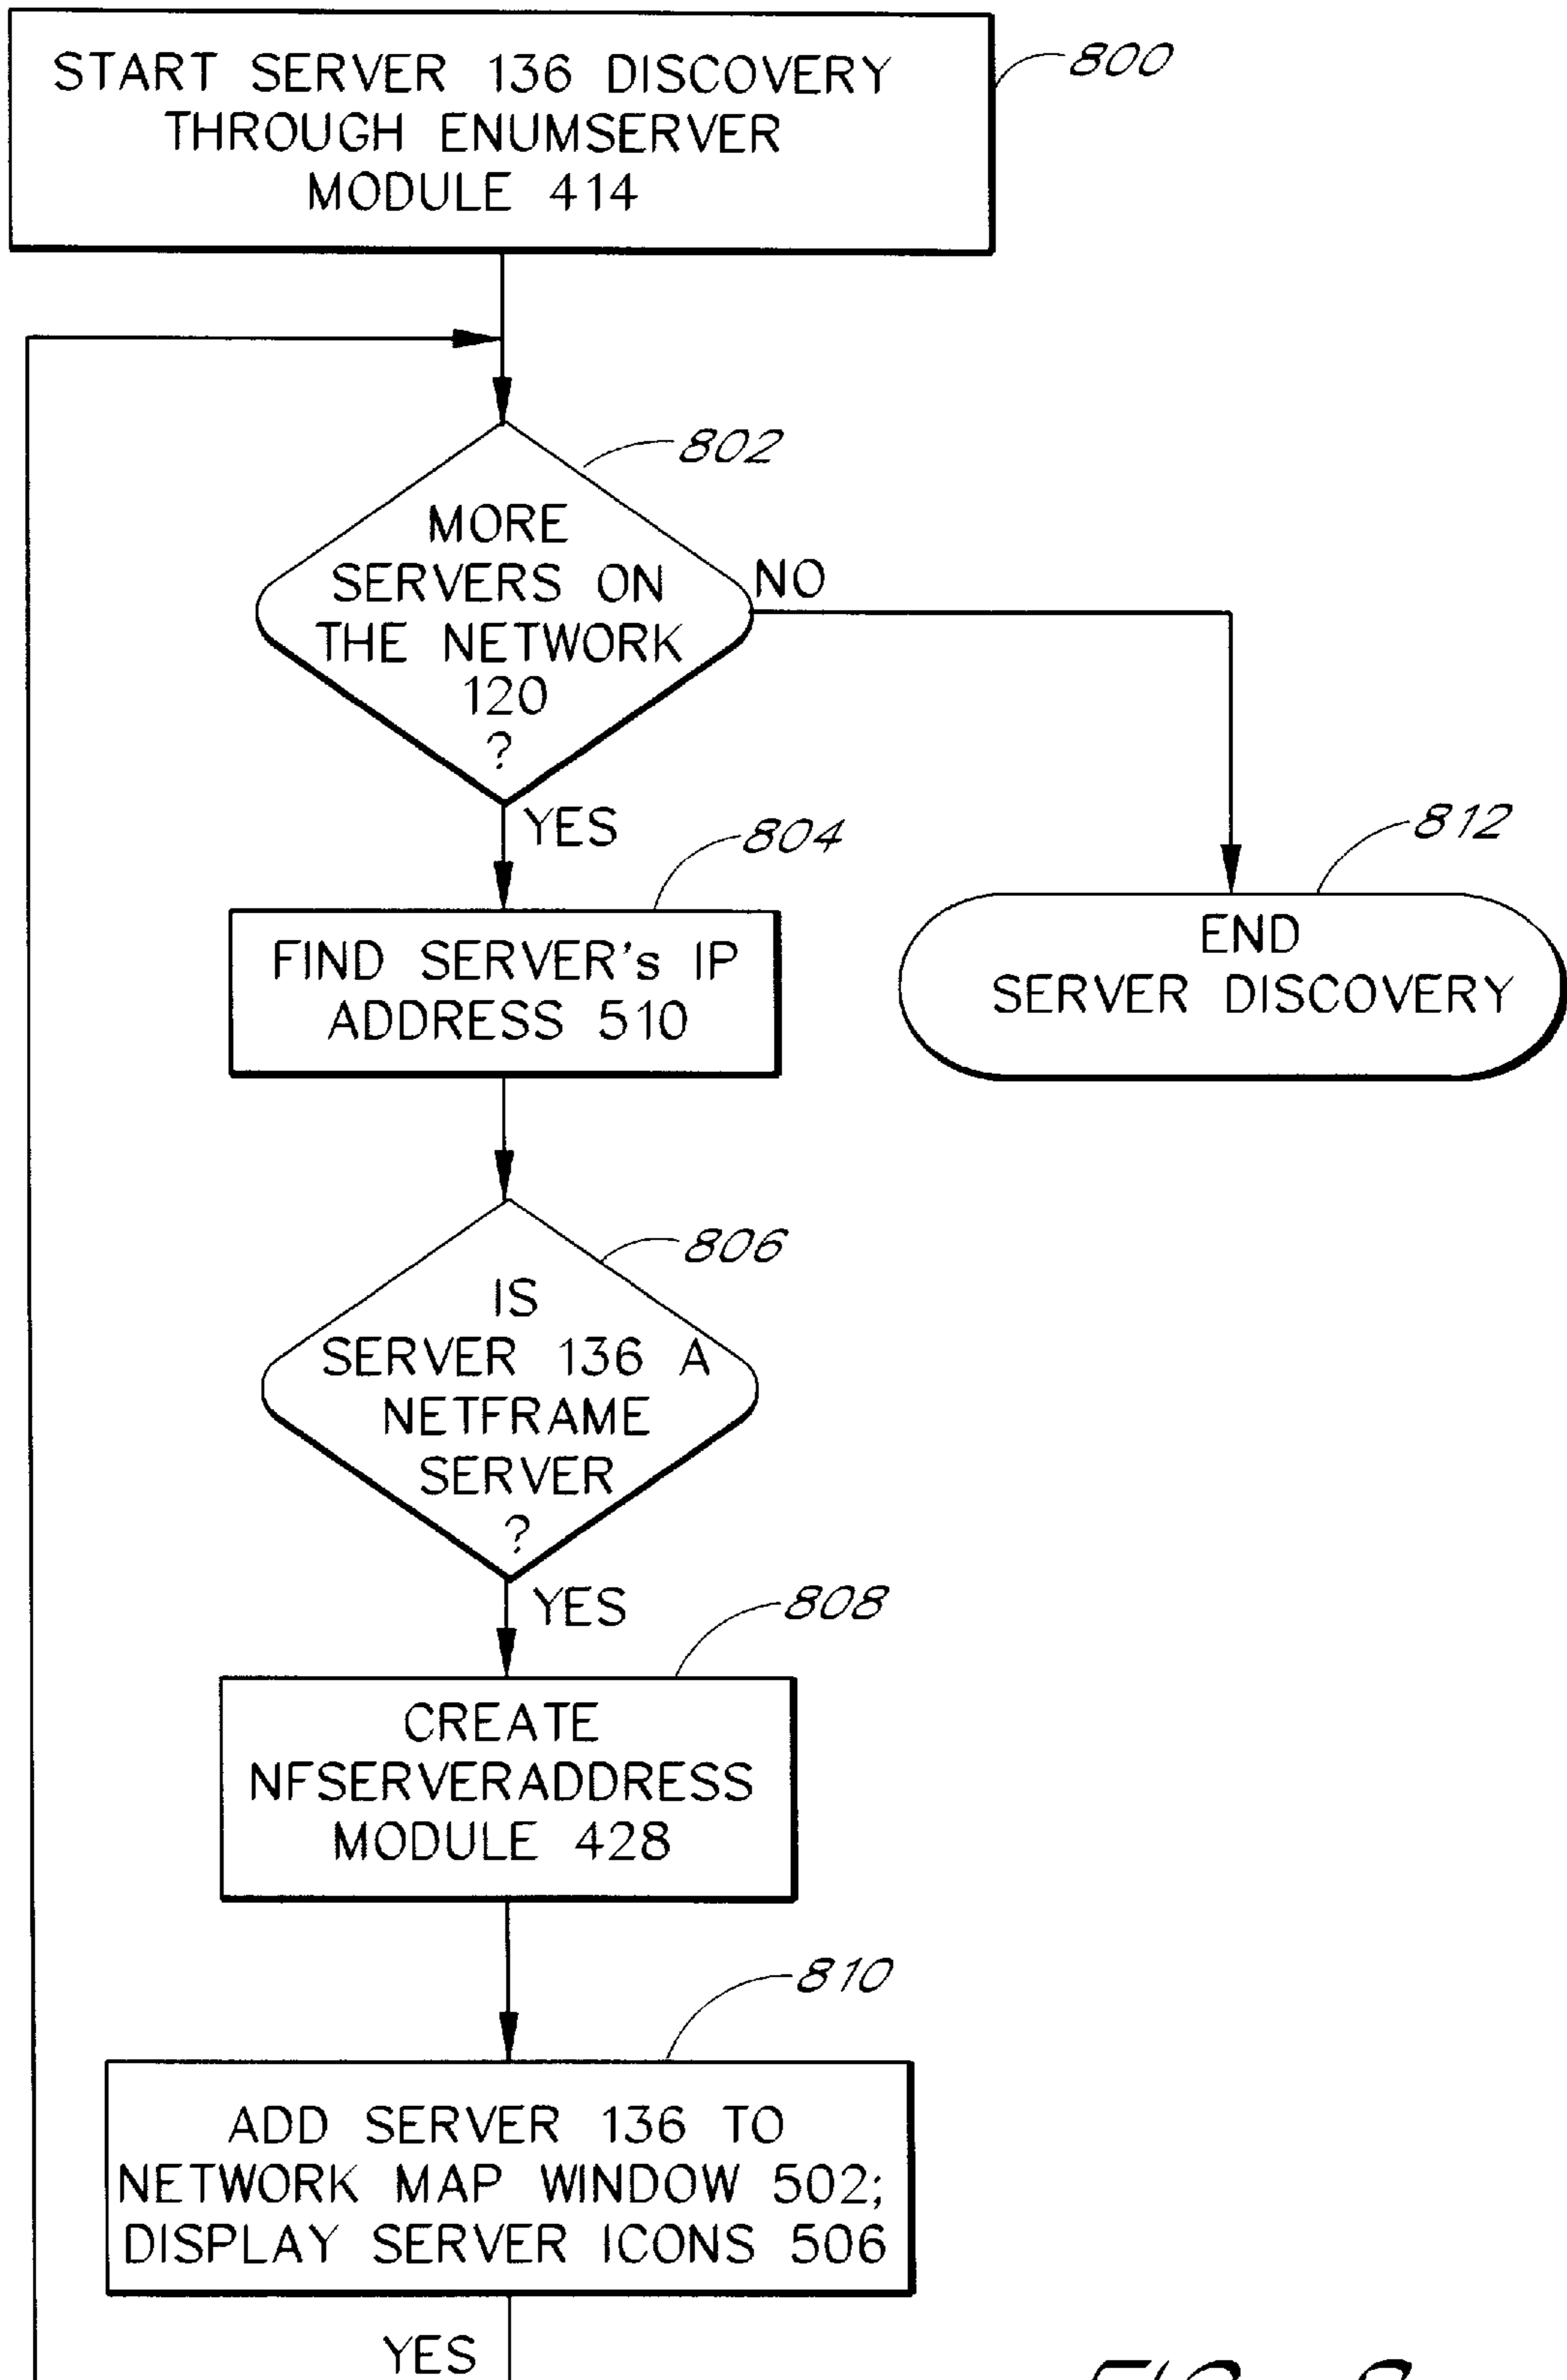 START SERVER 136 DISCOVERY
THROUGH ENUMSERVER
MODULE 414
800
802
MORE
SERVERS ON
THE NETWORK
120
?
NO
YES
804
812
FIND SERVER's IP
ADDRESS 510
END
SERVER DISCOVERY
806
IS
SERVER 136 A
NETFRAME
SERVER
?
YES
808
CREATE
NFSERVERADDRESS
MODULE 428
810
ADD SERVER 136 TO
NETWORK MAP WINDOW 502;
DISPLAY SERVER ICONS 506
YES